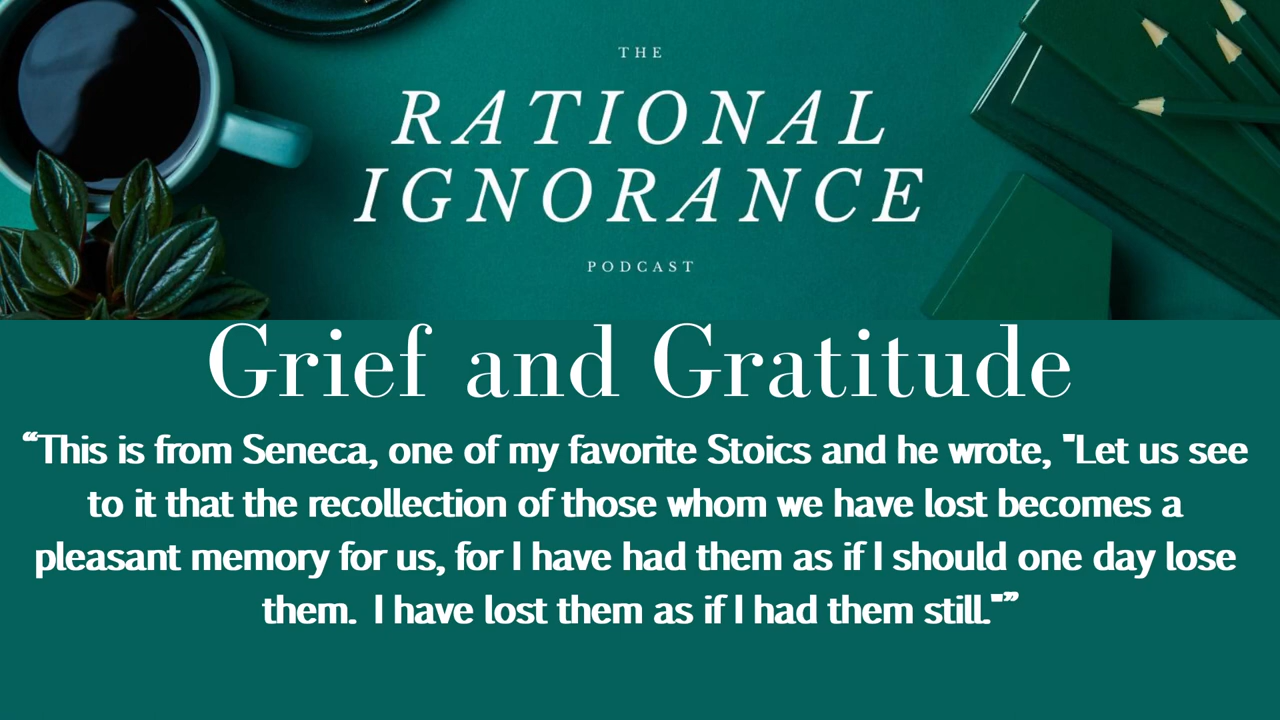 THE
RATIONAL
IGNORANCE
PODCAST
Grief and Gratitude
“This is from Seneca, one of my favorite Stoics and he wrote, "Let us see
to it that the recollection of those whom we have lost becomes a
pleasant memory for us, for I have had them as if I should one day lose
them.  I have lost them as if I had them still."”